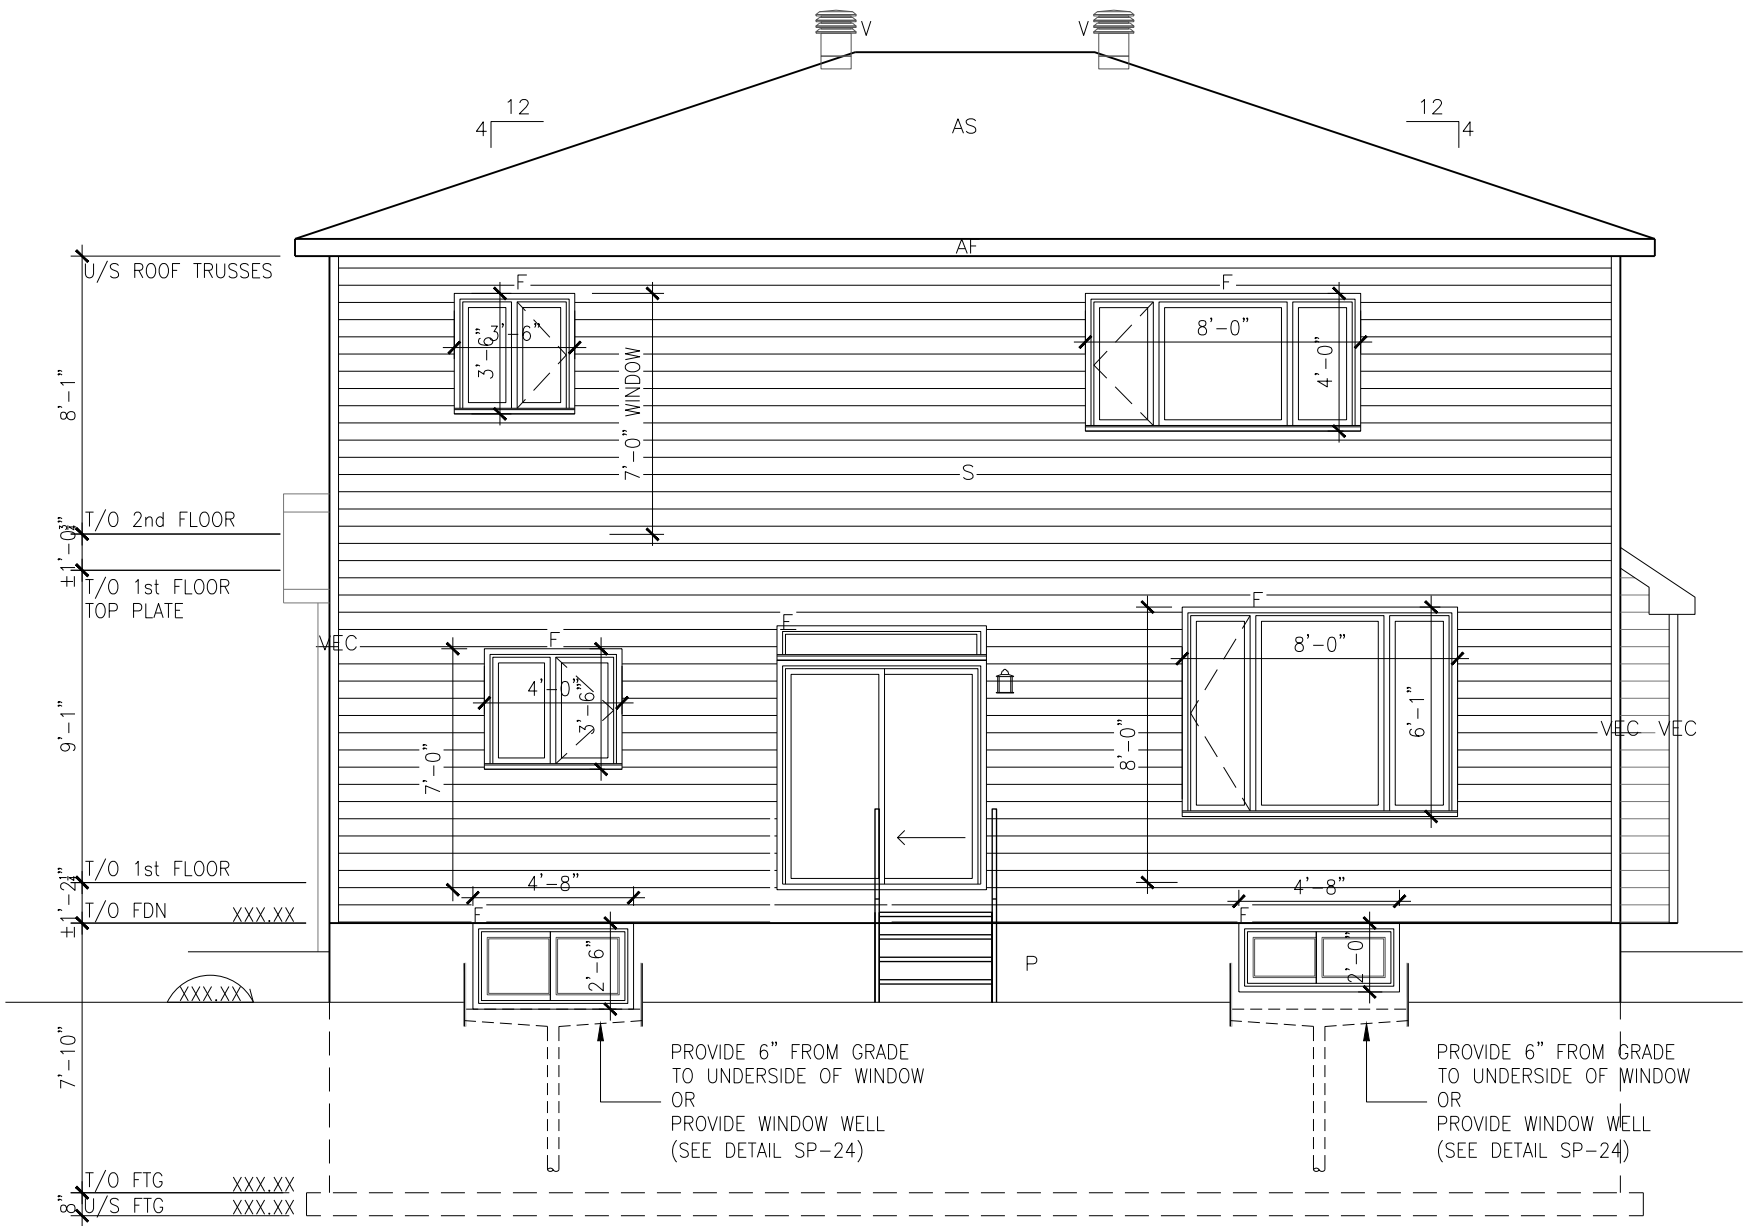 V
V
12
4
12
4
AS
AF
U/S ROOF TRUSSES
F
F
3'-6"
3'-6"
8'-0"
4'-0"
7'-0" WINDOW
8'-1"
S
T/O 2nd FLOOR
T/O 1st FLOOR
TOP PLATE
VEC
F
F
F
4'-0"
3'-6"
7'-0"
8'-0"
8'-0"
6'-1"
VEC
VEC
9'-1"
T/O 1st FLOOR
4'-8"
4'-8"
T/O FDN XXX.XX
F
F
2'-6"
2'-0"
P
XXX.XX
7'-10"
PROVIDE 6" FROM GRADE
TO UNDERSIDE OF WINDOW
OR
PROVIDE WINDOW WELL
(SEE DETAIL SP-24)
PROVIDE 6" FROM GRADE
TO UNDERSIDE OF WINDOW
OR
PROVIDE WINDOW WELL
(SEE DETAIL SP-24)
T/O FTG XXX.XX
U/S FTG XXX.XX
8"